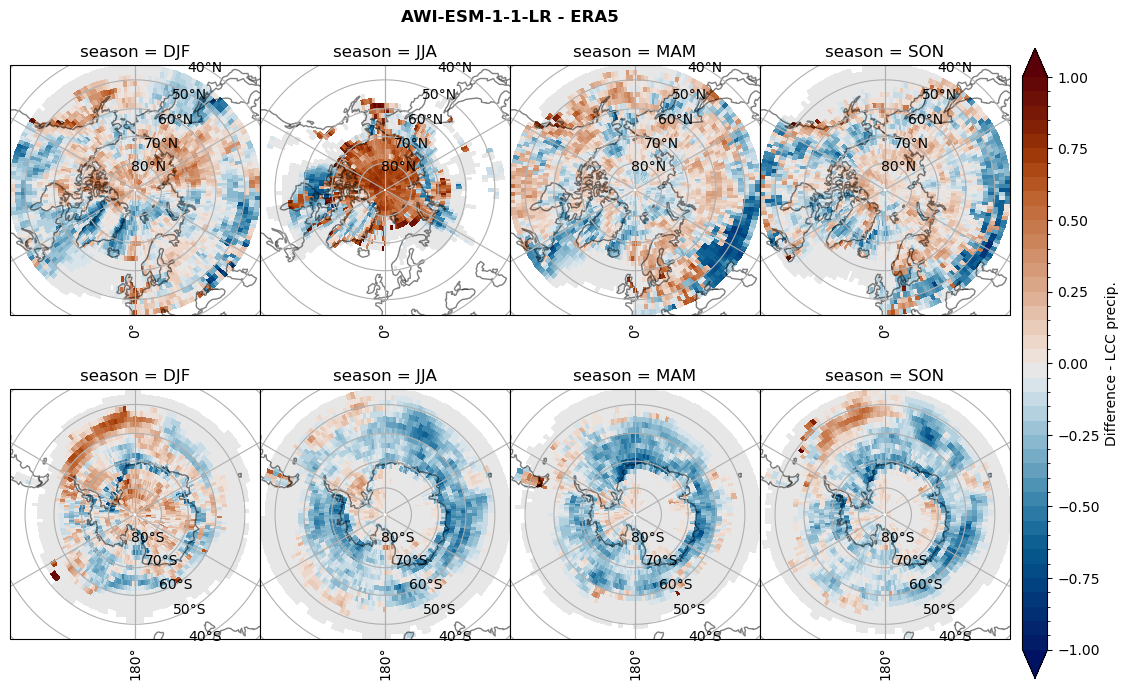 AWI-ESM-1-1-LR - ERA5
season = DJF
season = JJA
season = MAM
season = SON
40°N 40°N 40°N 40°N
50°N 50°N 50°N 50°N
60°N 60°N 60°N 60°N
70°N 70°N 70°N 70°N
80°N 80°N 80°N 80°N
0° 0° 0° 0°
season = DJF
season = JJA
season = MAM
season = SON
80°S 80°S 80°S 80°S
70°S 70°S 70°S 70°S
60°S 60°S 60°S 60°S
50°S 50°S 50°S 50°S
40°S 40°S 40°S 40°S
180° 180° 180° 180°
1.00
0.75
0.50
0.25
0.00
−0.25
−0.50
−0.75
−1.00
Difference - LCC precip.